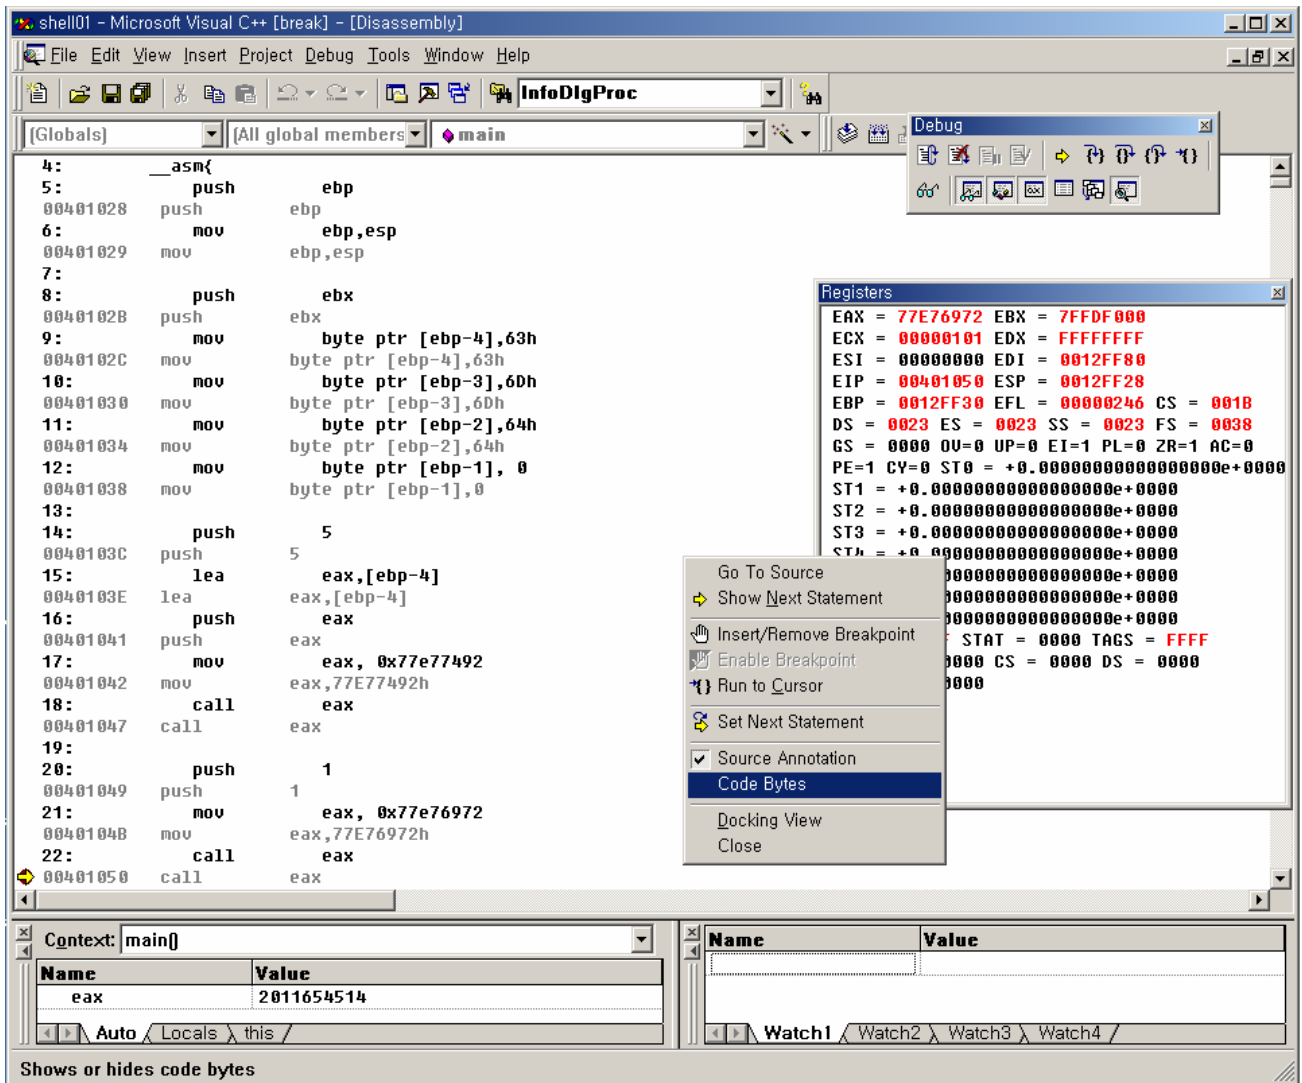 shell01 - Microsoft Visual C++ [break] - [Disassembly]
File Edit View Insert Project Debug Tools Window Help
InfoDlgProc
(Globals) (All global members main
Debug
4: __asm{
5: push ebp
00401028 push ebp
6: mov ebp,esp
00401029 mov ebp,esp
7:
8: push ebx
0040102B push ebx
9: mov byte ptr [ebp-4],63h
0040102C mov byte ptr [ebp-4],63h
10: mov byte ptr [ebp-3],6Dh
00401030 mov byte ptr [ebp-3],6Dh
11: mov byte ptr [ebp-2],64h
00401034 mov byte ptr [ebp-2],64h
12: mov byte ptr [ebp-1], 0
00401038 mov byte ptr [ebp-1],0
13:
14: push 5
0040103C push 5
15: lea eax,[ebp-4]
0040103E lea eax,[ebp-4]
16: push eax
00401041 push eax
17: mov eax, 0x77e77492
00401042 mov eax,77E77492h
18: call eax
00401047 call eax
19:
20: push 1
00401049 push 1
21: mov eax, 0x77e76972
0040104B mov eax,77E76972h
22: call eax
00401050 call eax
Registers
EAX = 77E76972 EBX = 7FFDF000
ECX = 00000101 EDX = FFFFFFFF
ESI = 00000000 EDI = 0012FF80
EIP = 00401050 ESP = 0012FF28
EBP = 0012FF30 EFL = 00000246 CS = 001B
DS = 0023 ES = 0023 SS = 0023 FS = 0038
GS = 0000 OV=0 UP=0 EI=1 PL=0 ZR=1 AC=0
PE=1 CY=0 ST0 = +0.00000000000000000e+0000
ST1 = +0.00000000000000000e+0000
ST2 = +0.00000000000000000e+0000
ST3 = +0.00000000000000000e+0000
ST4 = +0.00000000000000000e+0000
00000000000000e+0000
00000000000000e+0000
00000000000000e+0000
STAT = 0000 TAGS = FFFF
0000 CS = 0000 DS = 0000
0000
Go To Source
Show Next Statement
Insert/Remove Breakpoint
Enable Breakpoint
Run to Cursor
Set Next Statement
Source Annotation
Code Bytes
Docking View
Close
Context: main()
Name Value
eax 2011654514
Auto Locals this
Name Value
Watch1 Watch2 Watch3 Watch4
Shows or hides code bytes